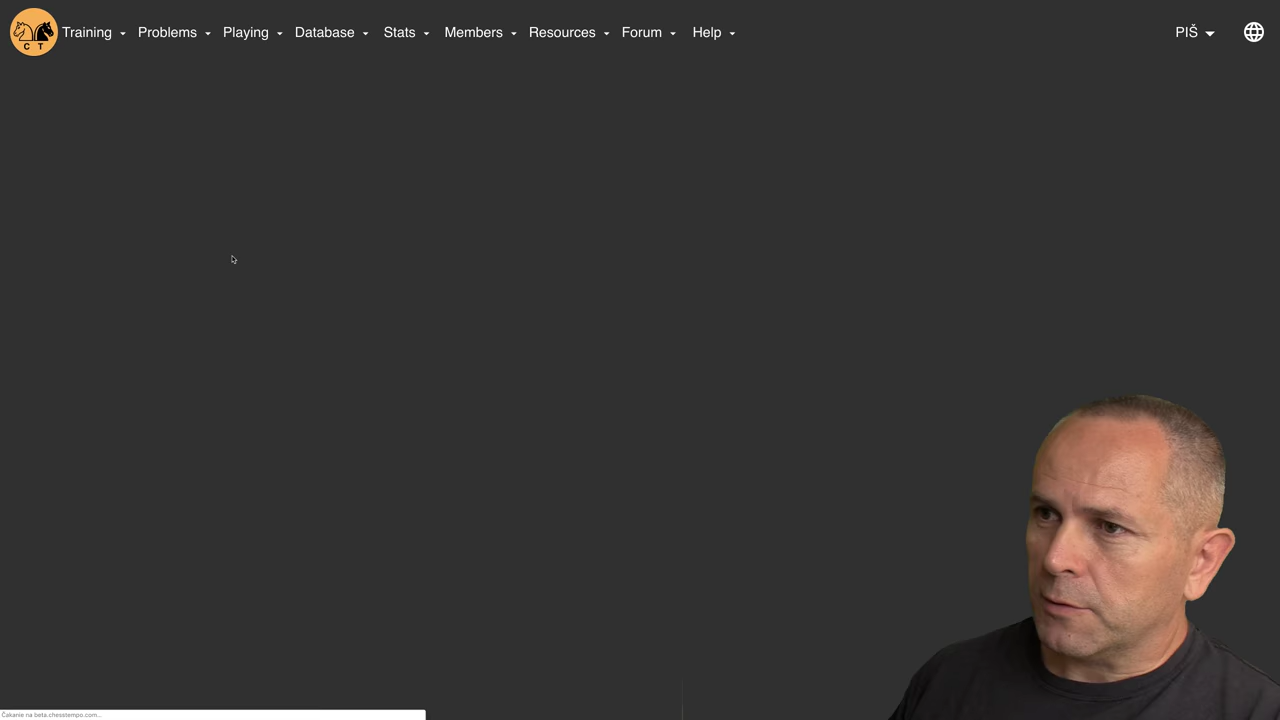 C T
Training Problems Playing Database Stats Members Resources Forum Help PIŠ
Čakanie na beta.chesstempo.com...